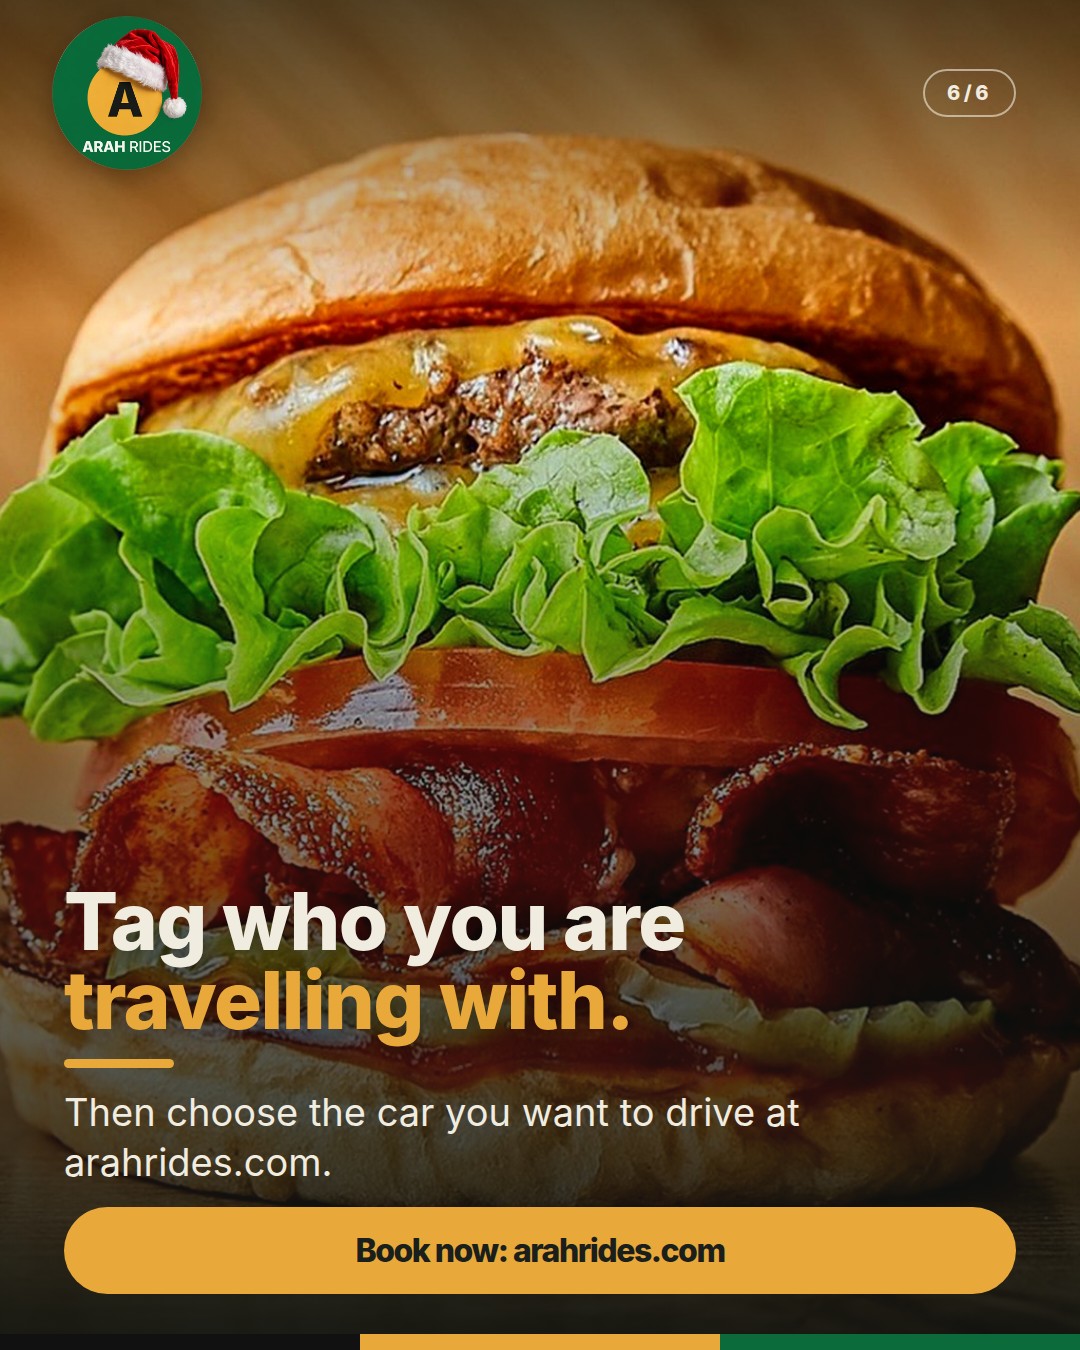 A
ARAH RIDES
6/6
Tag who you are
travelling with.
Then choose the car you want to drive at
arahrides.com.
Book now: arahrides.com